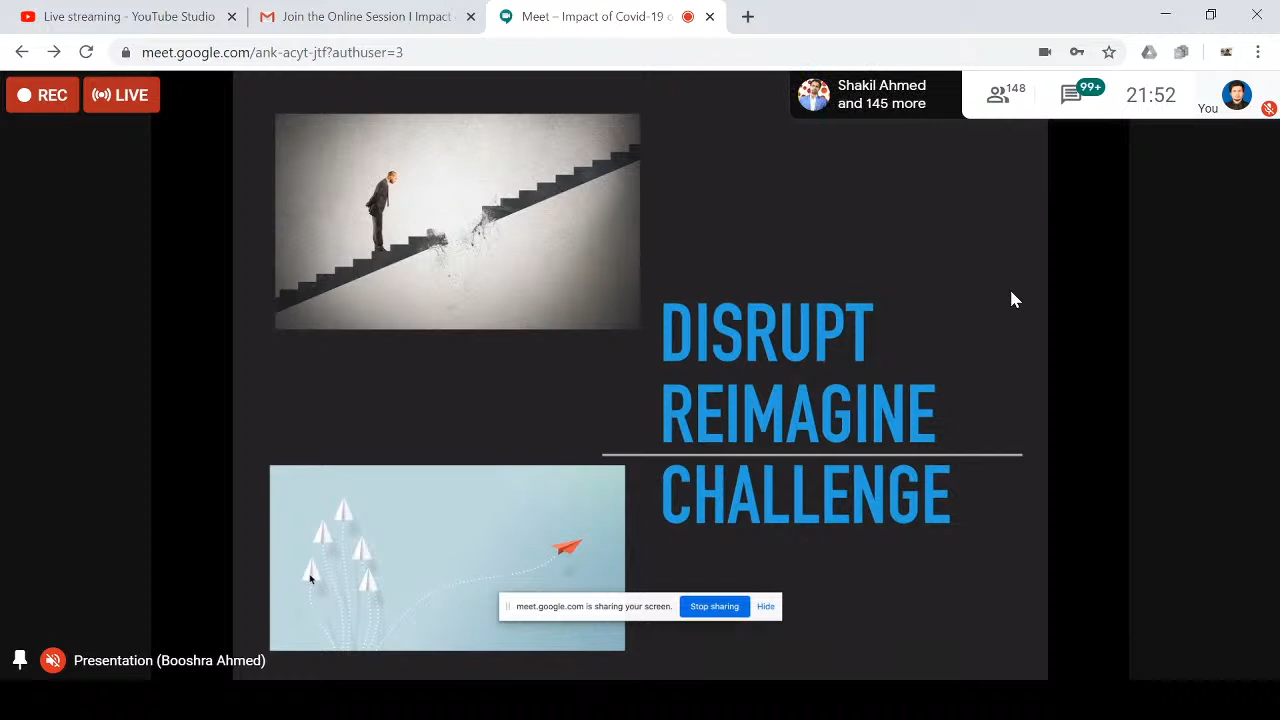 Live streaming - YouTube Studio
Join the Online Session I Impact
Meet – Impact of Covid-19
meet.google.com/ank-acyt-jtf?authuser=3
REC
LIVE
Shakil Ahmed
and 145 more
148
99+
21:52
You
DISRUPT
REIMAGINE
CHALLENGE
meet.google.com is sharing your screen.
Stop sharing
Hide
Presentation (Booshra Ahmed)